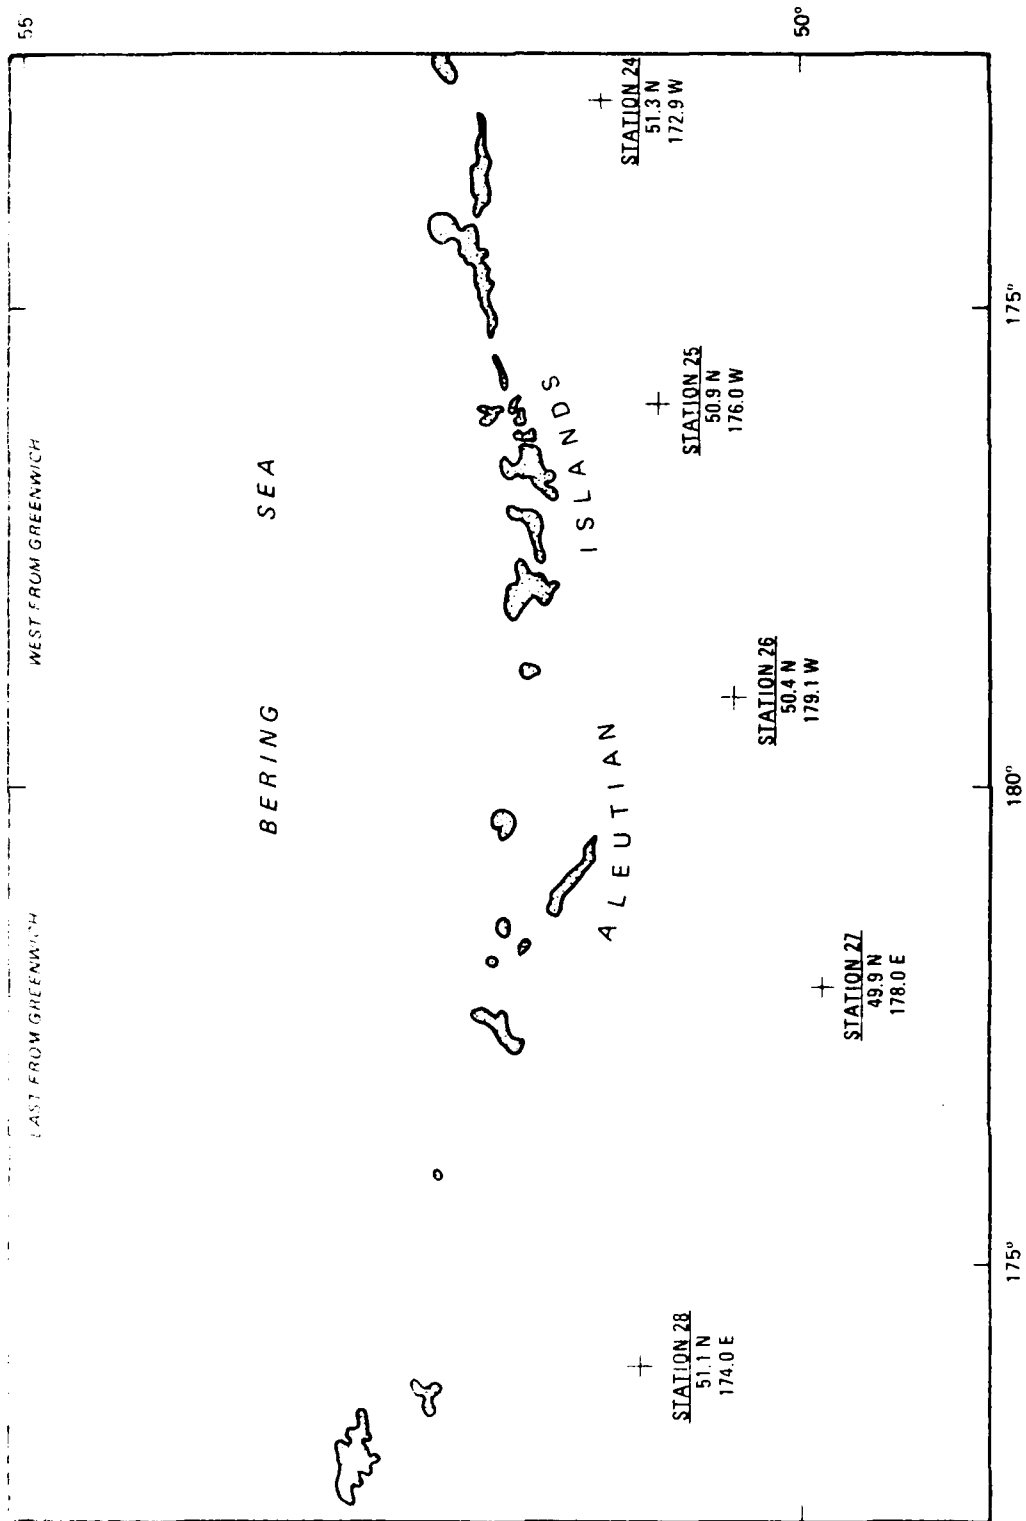 EAST FROM GREENWICH
WEST FROM GREENWICH
55
BERING SEA
ALEUTIAN ISLANDS
50°
STATION 28
51.1 N
174.0 E
STATION 27
49.9 N
178.0 E
STATION 26
50.4 N
179.1 W
STATION 25
50.9 N
176.0 W
STATION 24
51.3 N
172.9 W
175°
180°
175°